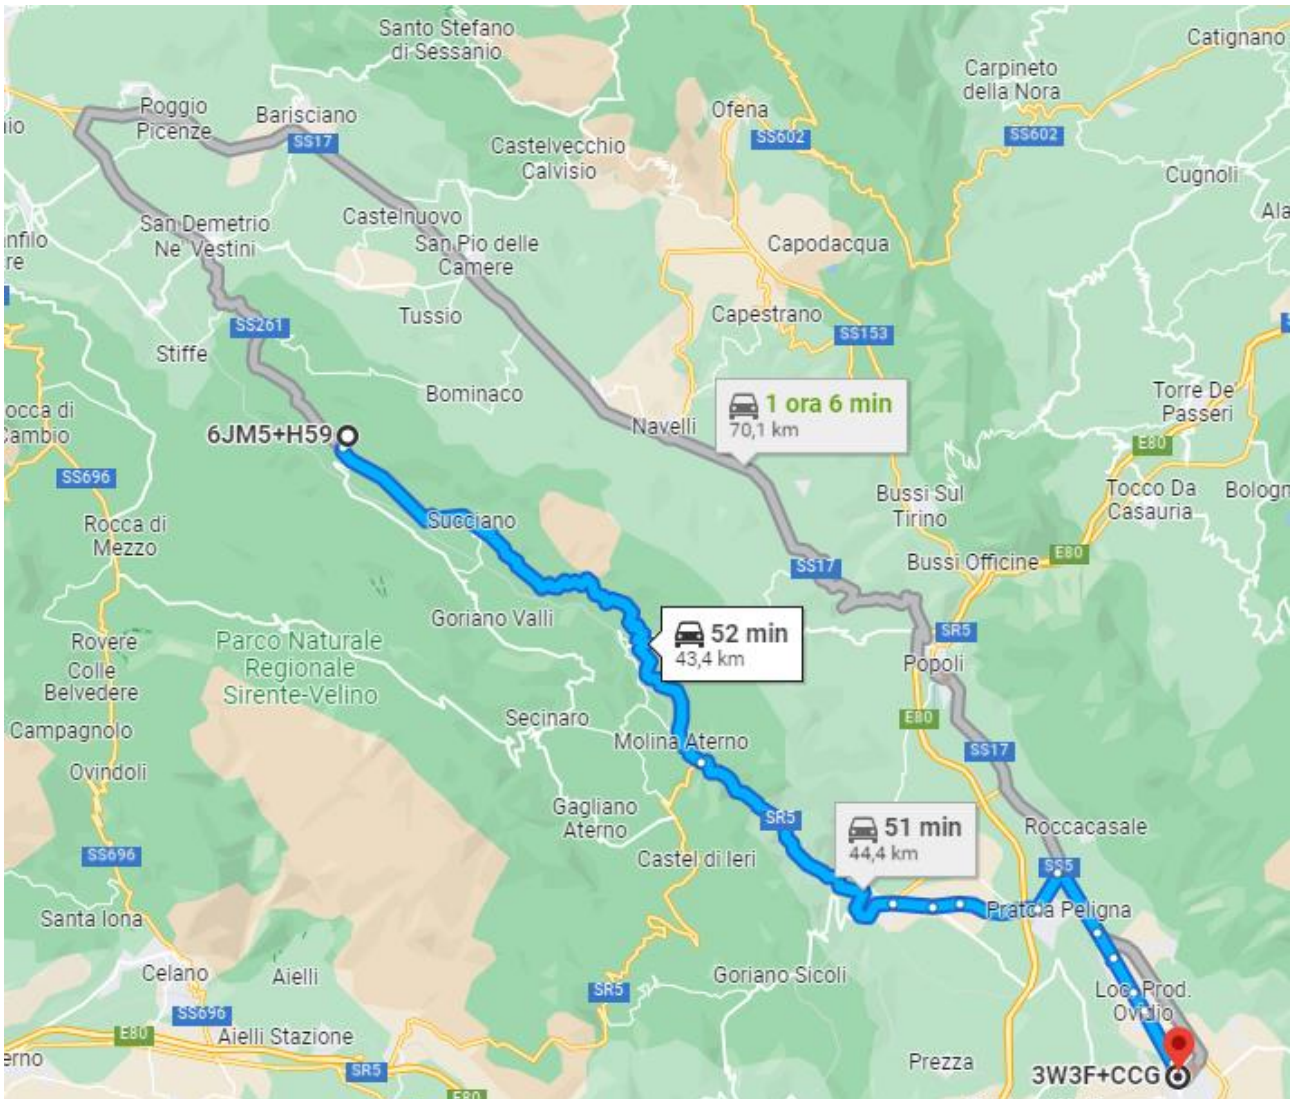 Santo Stefano
di Sessanio
Catignano
Carpineto
della Nora
Poggio
Picenze
Barisciano
Ofena
SS602
SS602
SS17
Castelvecchio
Calvisio
Cugnoli
San Demetrio
Ne' Vestini
Castelnuovo
San Pio delle
Camere
Capodacqua
Tussio
Capestrano
SS261
SS153
Stiffe
Bominaco
1 ora 6 min
70,1 km
Torre De'
Passeri
Navelli
6JM5+H59
E80
SS696
Bussi Sul
Tirino
Tocco Da
Casauria
Rocca di
Mezzo
Succiano
Bussi Officine
E80
SS17
Goriano Valli
52 min
43,4 km
SR5
Rovere
Colle
Belvedere
Parco Naturale
Regionale
Sirente-Velino
Popoli
Secinaro
E80
Campagnolo
Molina Aterno
SS17
Ovindoli
Gagliano
Aterno
SR5
51 min
44,4 km
Roccacasale
SS696
Castel di Ieri
SS5
Santa Iona
Pratola Peligna
Celano
Aielli
Goriano Sicoli
SR5
Loc. Prod.
Ovidio
SS696
E80
Aielli Stazione
SR5
Prezza
3W3F+CCG
E80